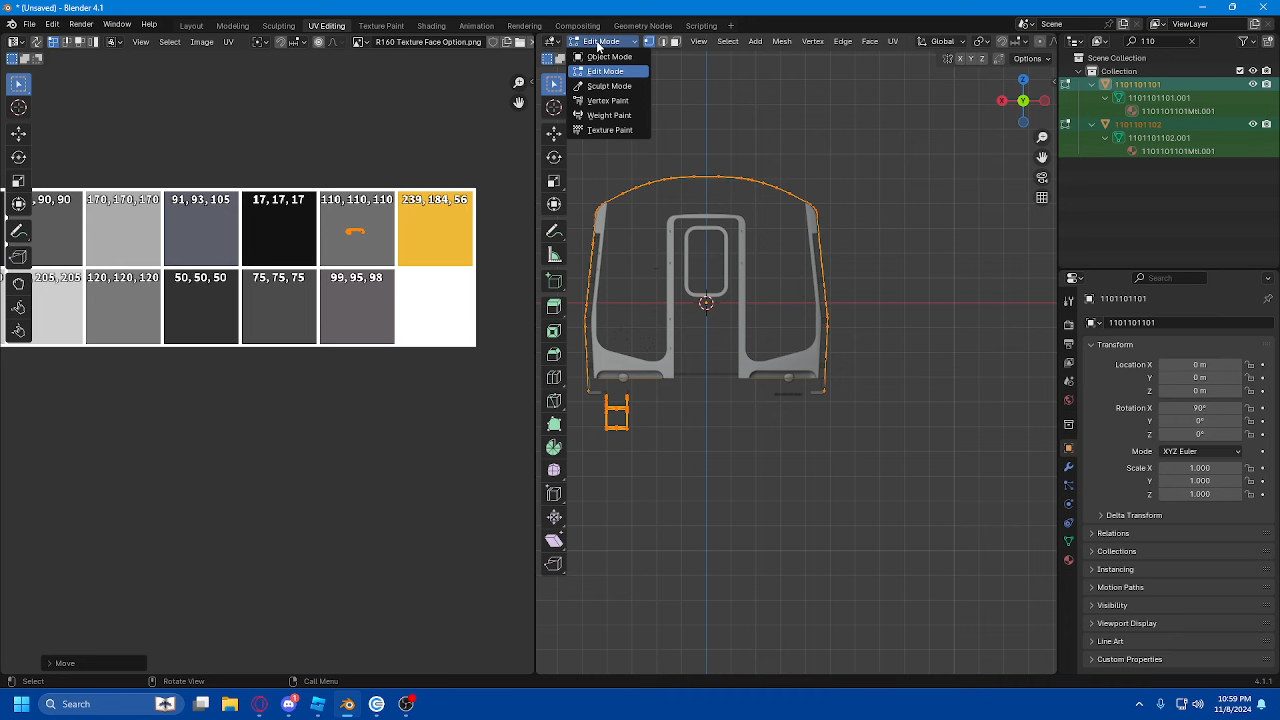 * (Unsaved) - Blender 4.1
File Edit Render Window Help Layout Modeling Sculpting UV Editing Texture Paint Shading Animation Rendering Compositing Geometry Nodes Scripting + Scene ViewLayer
View Select Image UV R160 Texture Face Option.png Edit Mode View Select Add Mesh Vertex Edge Face UV Global 110
Object Mode
Edit Mode
Sculpt Mode
Vertex Paint
Weight Paint
Texture Paint
X Y Z Options
Scene Collection
Collection
1101101101
1101101101.001
1101101101Mtl.001
1101101102
1101101102.001
1101101101Mtl.001
Z
X Y
, 90, 90 170, 170, 170 91, 93, 105 17, 17, 17 110, 110, 110 239, 184, 56
205, 205 120, 120, 120 50, 50, 50 75, 75, 75 99, 95, 98
Search
1101101101
1101101101
Transform
Location X 0 m
Y 0 m
Z 0 m
Rotation X 90°
Y 0°
Z 0°
Mode XYZ Euler
Scale X 1.000
Y 1.000
Z 1.000
Delta Transform
Relations
Collections
Instancing
Motion Paths
Visibility
Viewport Display
Line Art
Custom Properties
Move
Select Rotate View Call Menu 4.1.1
Search 1 10:59 PM
11/8/2024